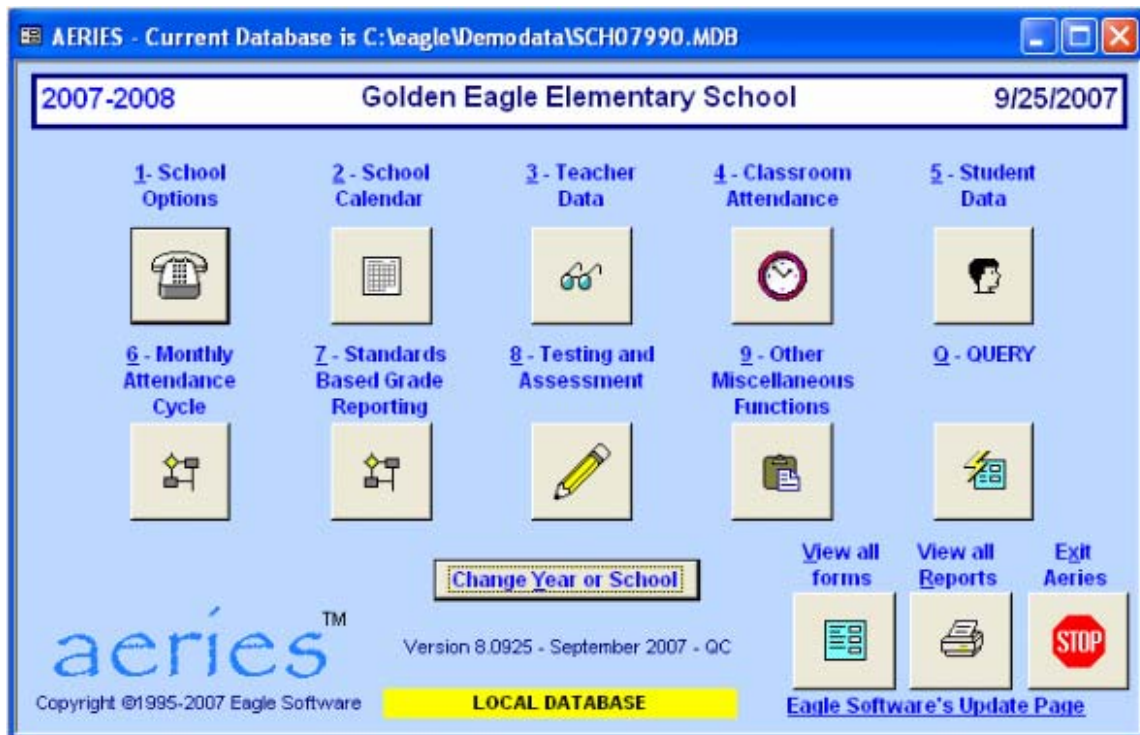 AERIES - Current Database is C:\eagle\Demodata\SCH07990.MDB
2007-2008 Golden Eagle Elementary School 9/25/2007
1- School
Options
2 - School
Calendar
3 - Teacher
Data
4 - Classroom
Attendance
5 - Student
Data
6 - Monthly
Attendance
Cycle
7 - Standards
Based Grade
Reporting
8 - Testing and
Assessment
9 - Other
Miscellaneous
Functions
Q - QUERY
Change Year or School
View all
forms
View all
Reports
Exit
Aeries
STOP
aeries TM
Version 8.0925 - September 2007 - QC
Copyright ©1995-2007 Eagle Software
LOCAL DATABASE
Eagle Software's Update Page